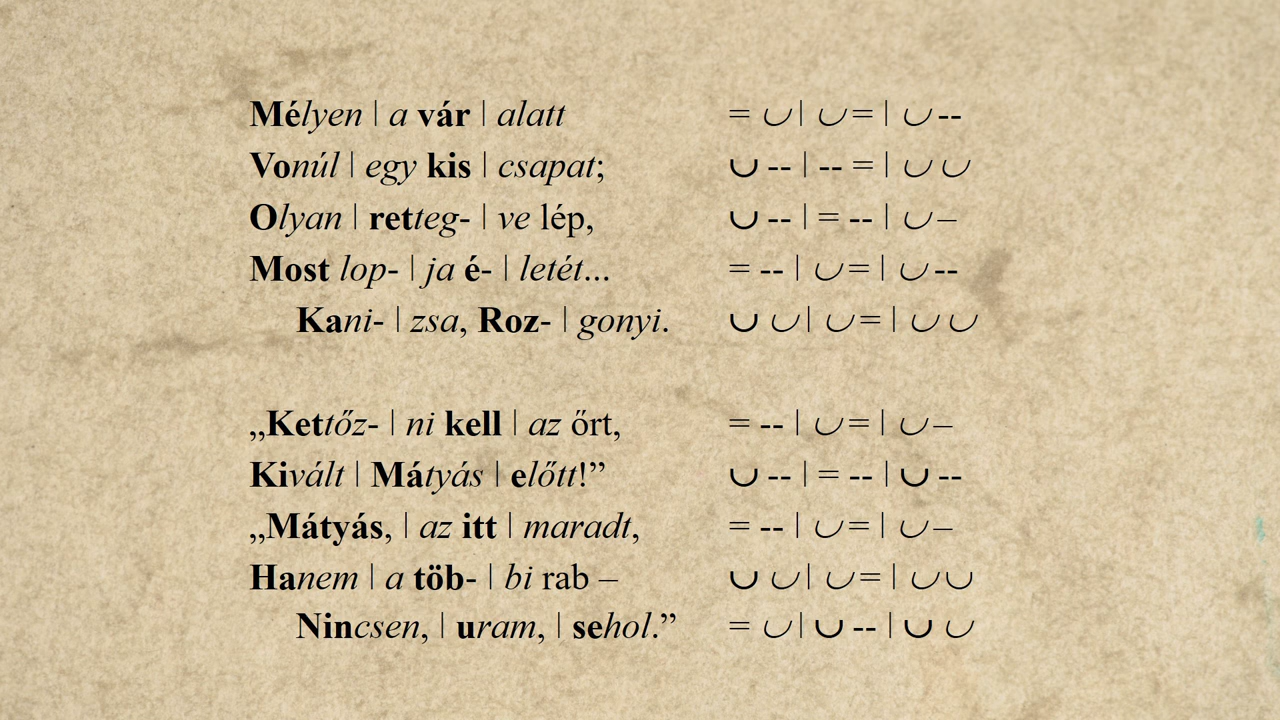 Mélyen | a vár | alatt = ∪ | ∪ = | ∪ --
Vonúl | egy kis | csapat; ∪ -- | -- = | ∪ ∪
Olyan | retteg- | ve lép, ∪ -- | = -- | ∪ –
Most lop- | ja é- | letét... = -- | ∪ = | ∪ --
Kani- | zsa, Roz- | gonyi. ∪ ∪ | ∪ = | ∪ ∪
„Kettőz- | ni kell | az őrt, = -- | ∪ = | ∪ –
Kivált | Mátyás | előtt!” ∪ -- | = -- | ∪ --
„Mátyás, | az itt | maradt, = -- | ∪ = | ∪ –
Hanem | a töb- | bi rab – ∪ ∪ | ∪ = | ∪ ∪
Nincsen, | uram, | sehol.” = ∪ | ∪ -- | ∪ ∪